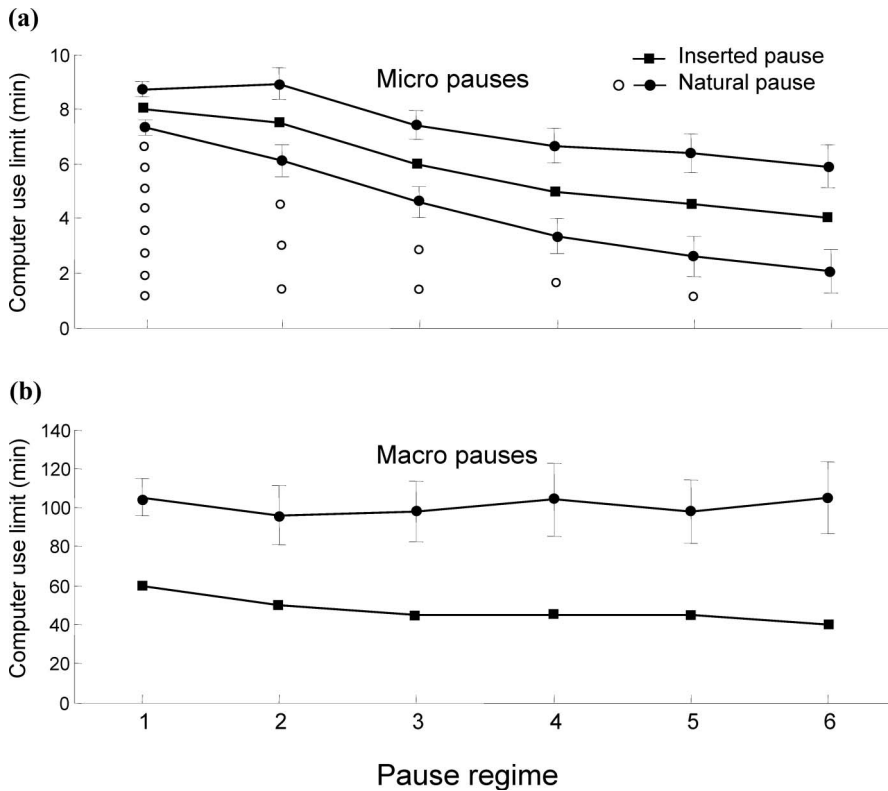 (a)
Computer use limit (min)
10
8
6
4
2
0
Micro pauses
Inserted pause
Natural pause
(b)
Computer use limit (min)
140
120
100
80
60
40
20
0
Macro pauses
1 2 3 4 5 6
Pause regime